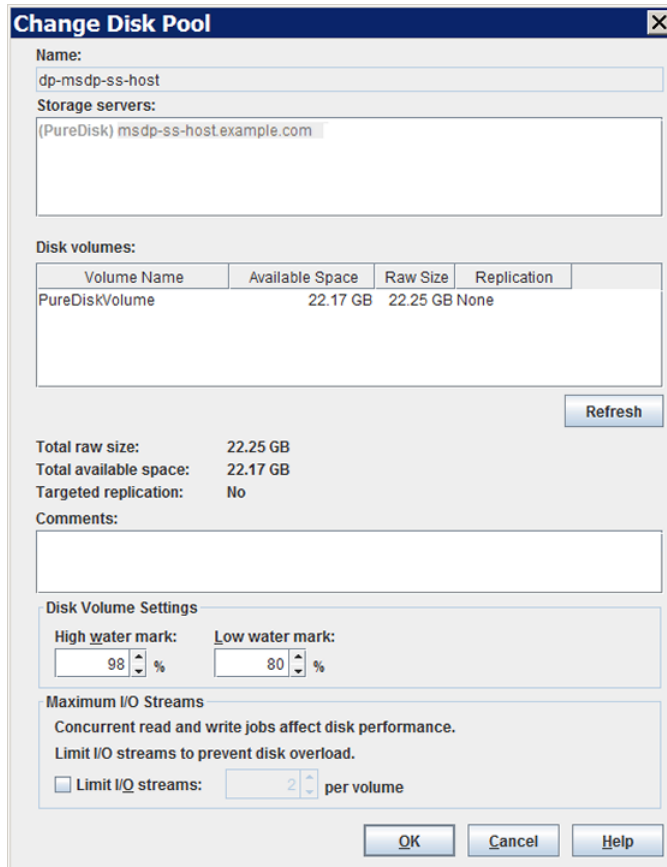 Change Disk Pool
Name:
dp-msdp-ss-host
Storage servers:
(PureDisk) msdp-ss-host.example.com
Disk volumes:
Volume Name Available Space Raw Size Replication
PureDiskVolume 22.17 GB 22.25 GB None
Refresh
Total raw size: 22.25 GB
Total available space: 22.17 GB
Targeted replication: No
Comments:
Disk Volume Settings
High water mark: Low water mark:
98 % 80 %
Maximum I/O Streams
Concurrent read and write jobs affect disk performance.
Limit I/O streams to prevent disk overload.
Limit I/O streams: 2 per volume
OK Cancel Help